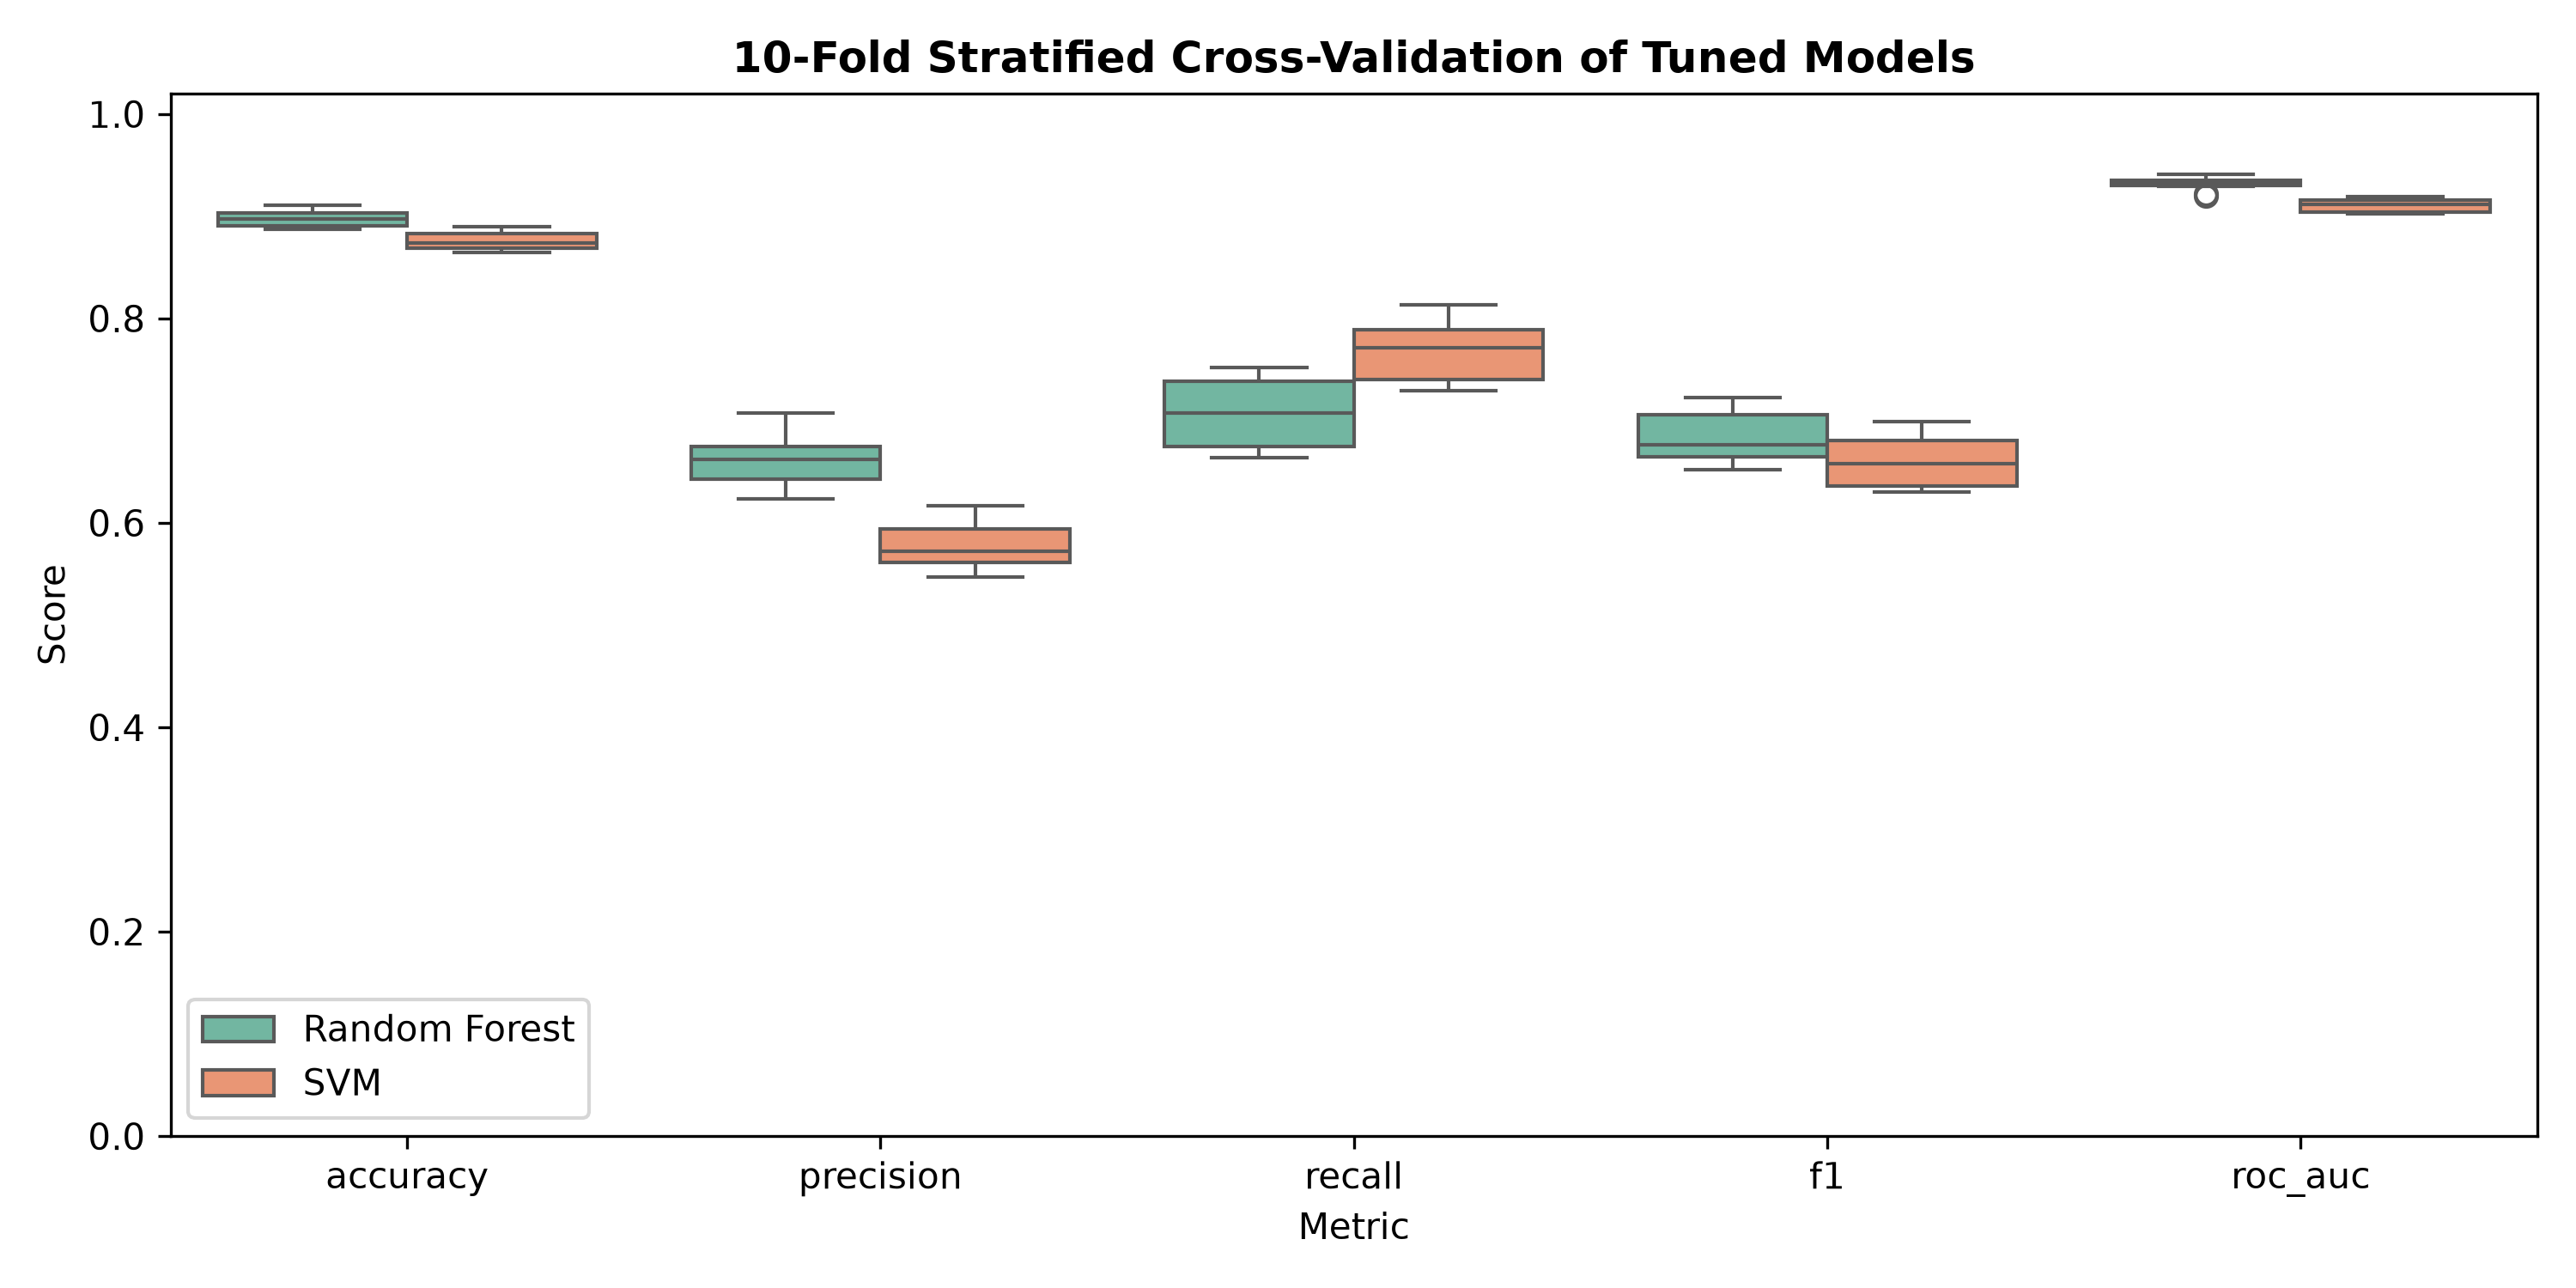 10-Fold Stratified Cross-Validation of Tuned Models
1.0
0.8
0.6
0.4
0.2
0.0
Score
Random Forest
SVM
accuracy
precision
recall
f1
roc_auc
Metric